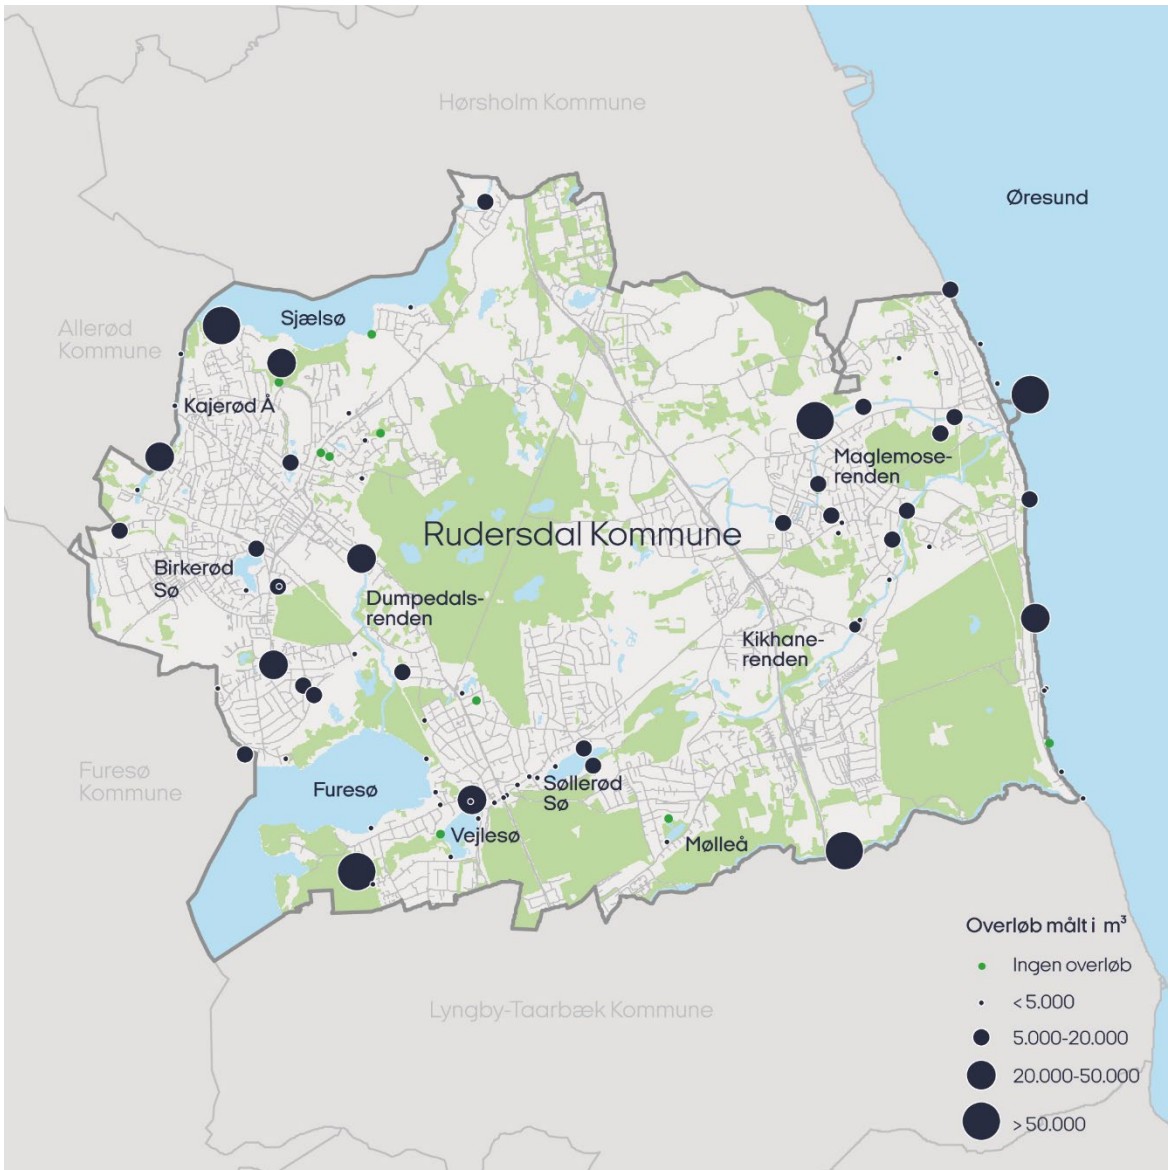 Hørsholm Kommune
Øresund
Sjælsø
Allerød
Kommune
Kajerød Å
Maglemose-
renden
Rudersdal Kommune
Birkerød
Sø
Dumpedals-
renden
Kikhane-
renden
Furesø
Kommune
Furesø
Søllerød
Sø
Vejlesø
Mølleå
Overløb målt i m³
Ingen overløb
< 5.000
5.000-20.000
20.000-50.000
> 50.000
Lyngby-Taarbæk Kommune